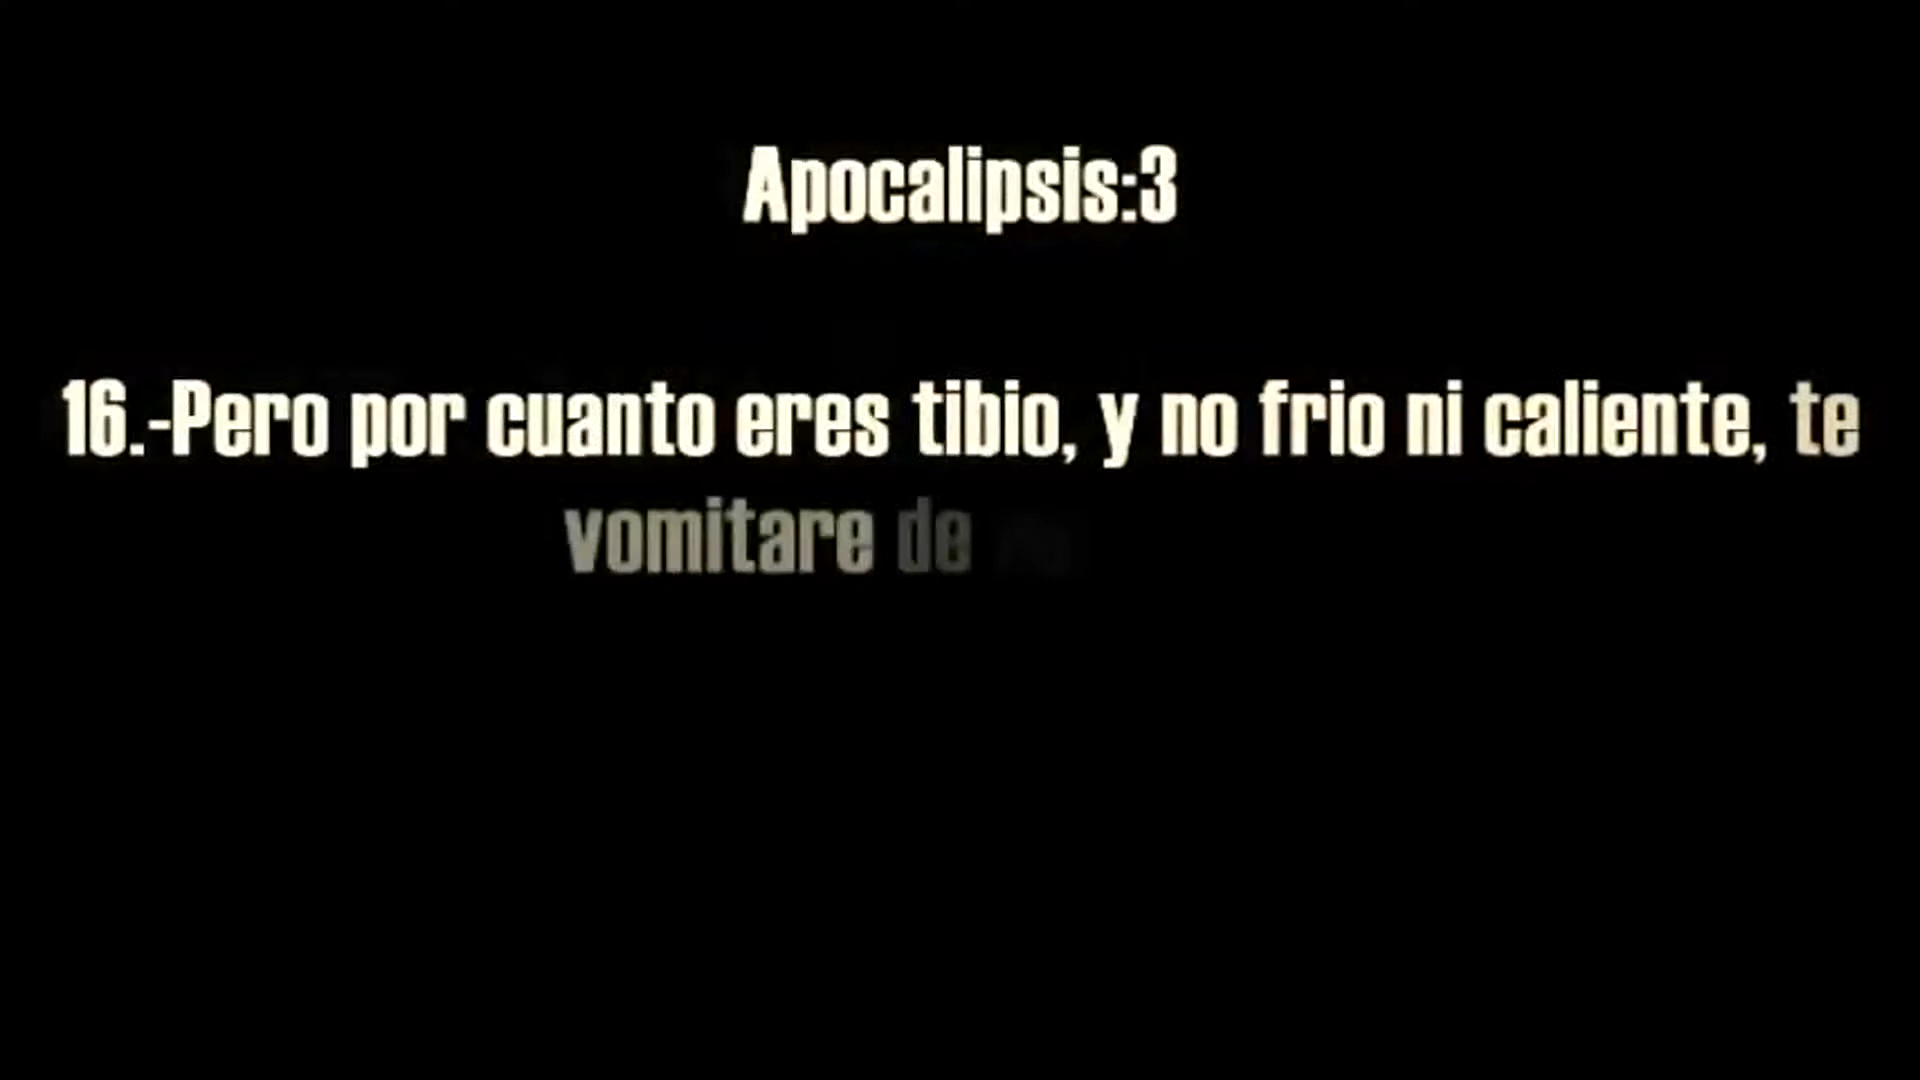 Apocalipsis:3
16.-Pero por cuanto eres tibio, y no frio ni caliente, te
vomitare de